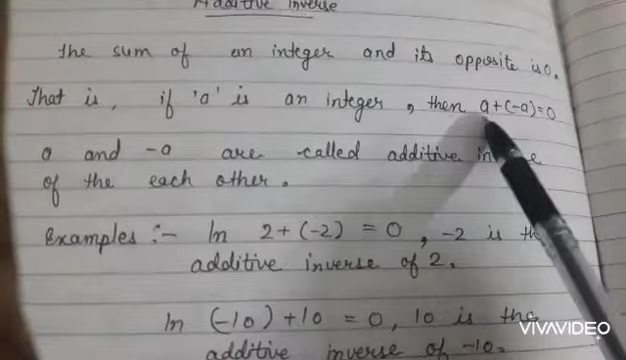 Additive Inverse
The sum of an integer and its opposite is 0.
That is, if 'a' is an integer, then a+(-a)=0
a and -a are called additive inverse
of the each other.
Examples :- In 2+(-2) = 0, -2 is the
additive inverse of 2.
In (-10)+10 = 0, 10 is the
additive inverse of -10.
VIVAVIDEO